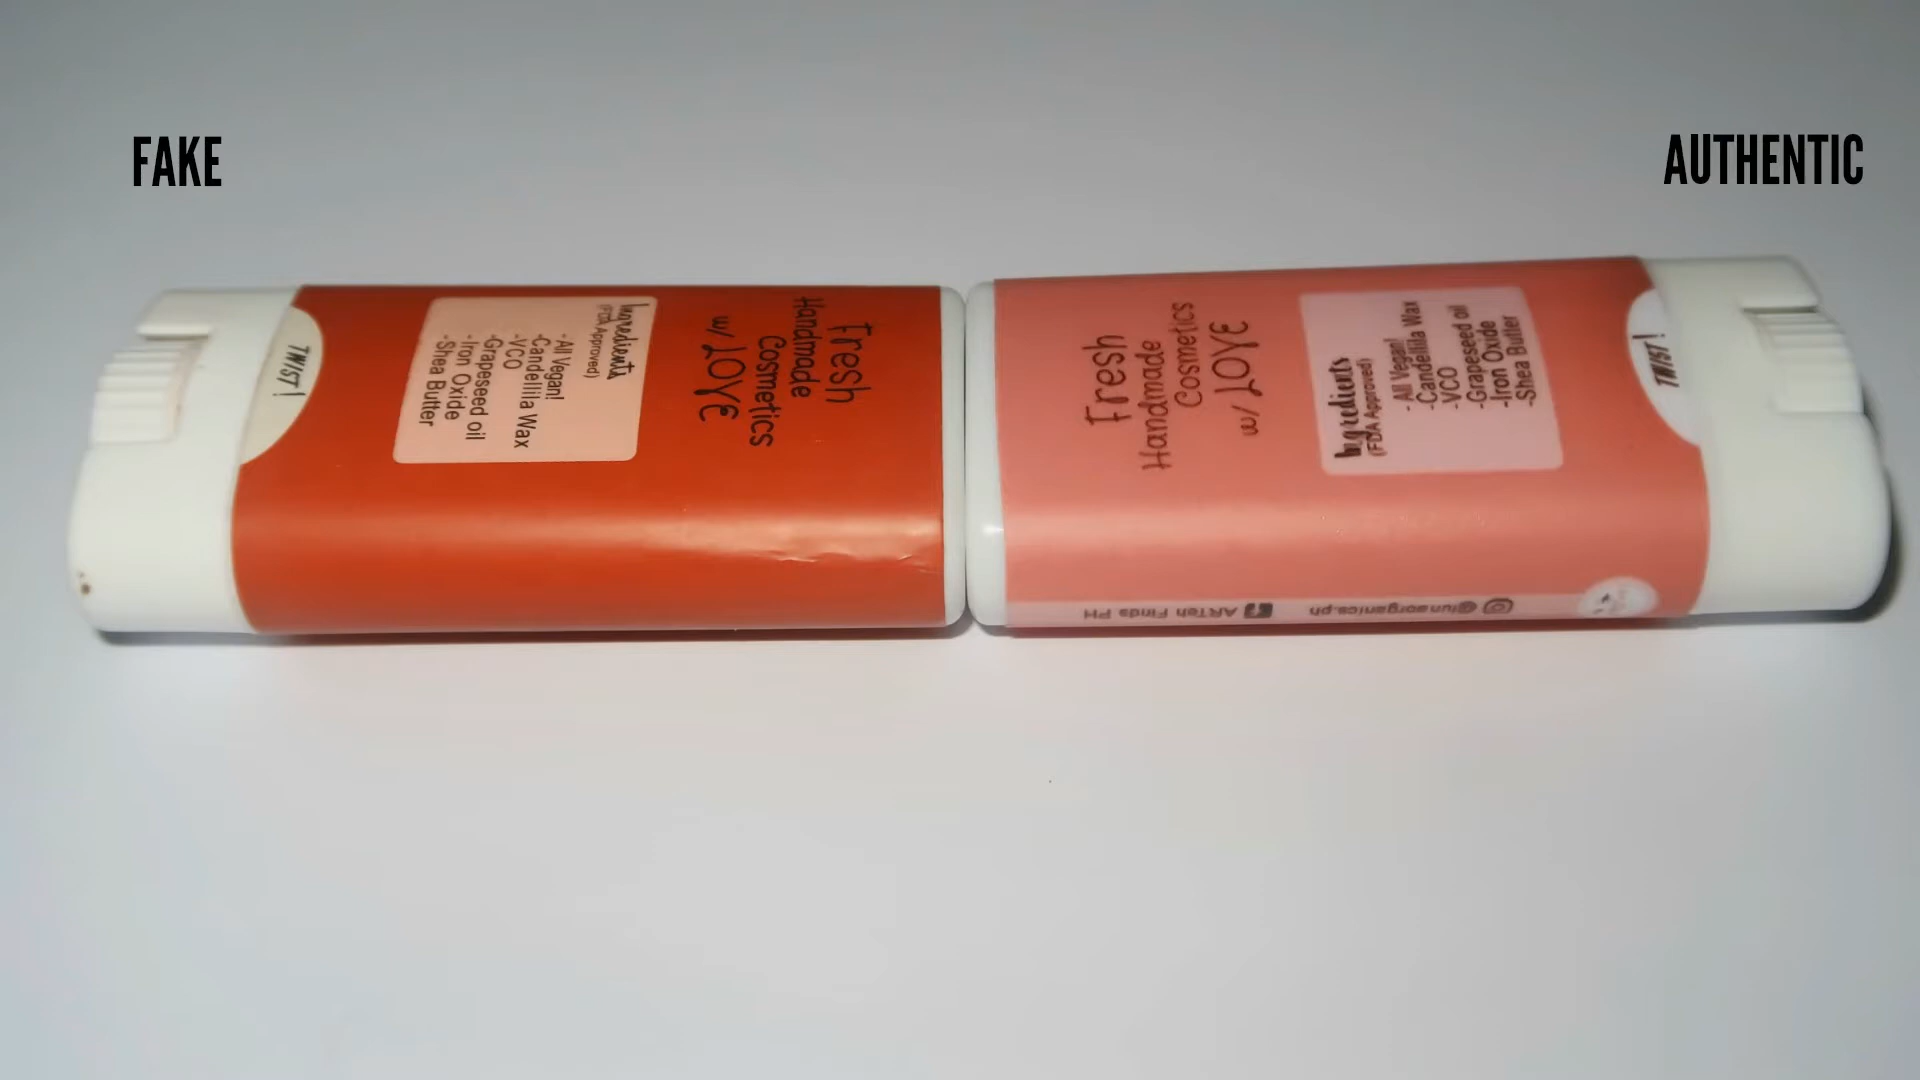 FAKE
AUTHENTIC
TWIST!
Ingredients
(FDA Approved)
-All Vegan!
-Candellila Wax
-VCO
-Grapeseed oil
-Iron Oxide
-Shea Butter
Fresh
Handmade
Cosmetics
w/ LOVE
Fresh
Handmade
Cosmetics
w/ LOVE
Ingredients
(FDA Approved)
- All Vegan!
-Candellila Wax
-VCO
-Grapeseed oil
-Iron Oxide
-Shea Butter
TWIST!
@lunaorganics.ph
ARTeh Finds PH